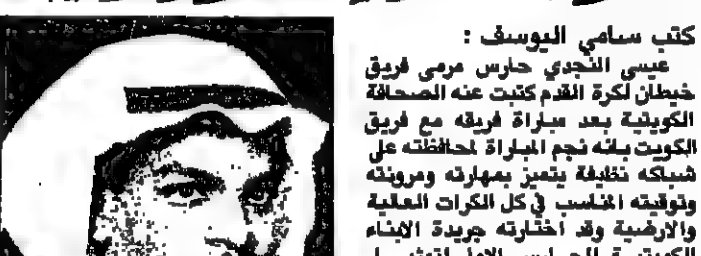 كتب سامي اليوسف :
عيسى النجدي حارس مرمى فريق
خيطان لكرة القدم كتبت عنه الصحافة
الكويتية بعد مباراة فريقه مع فريق
الكويت بانه نجم المباراة لمحافظته على
شباكه نظيفة يتميز بمهارته ومرونته
وتوقيته المناسب في كل الكرات العالية
والارضية وقد اختارته جريدة الانباء